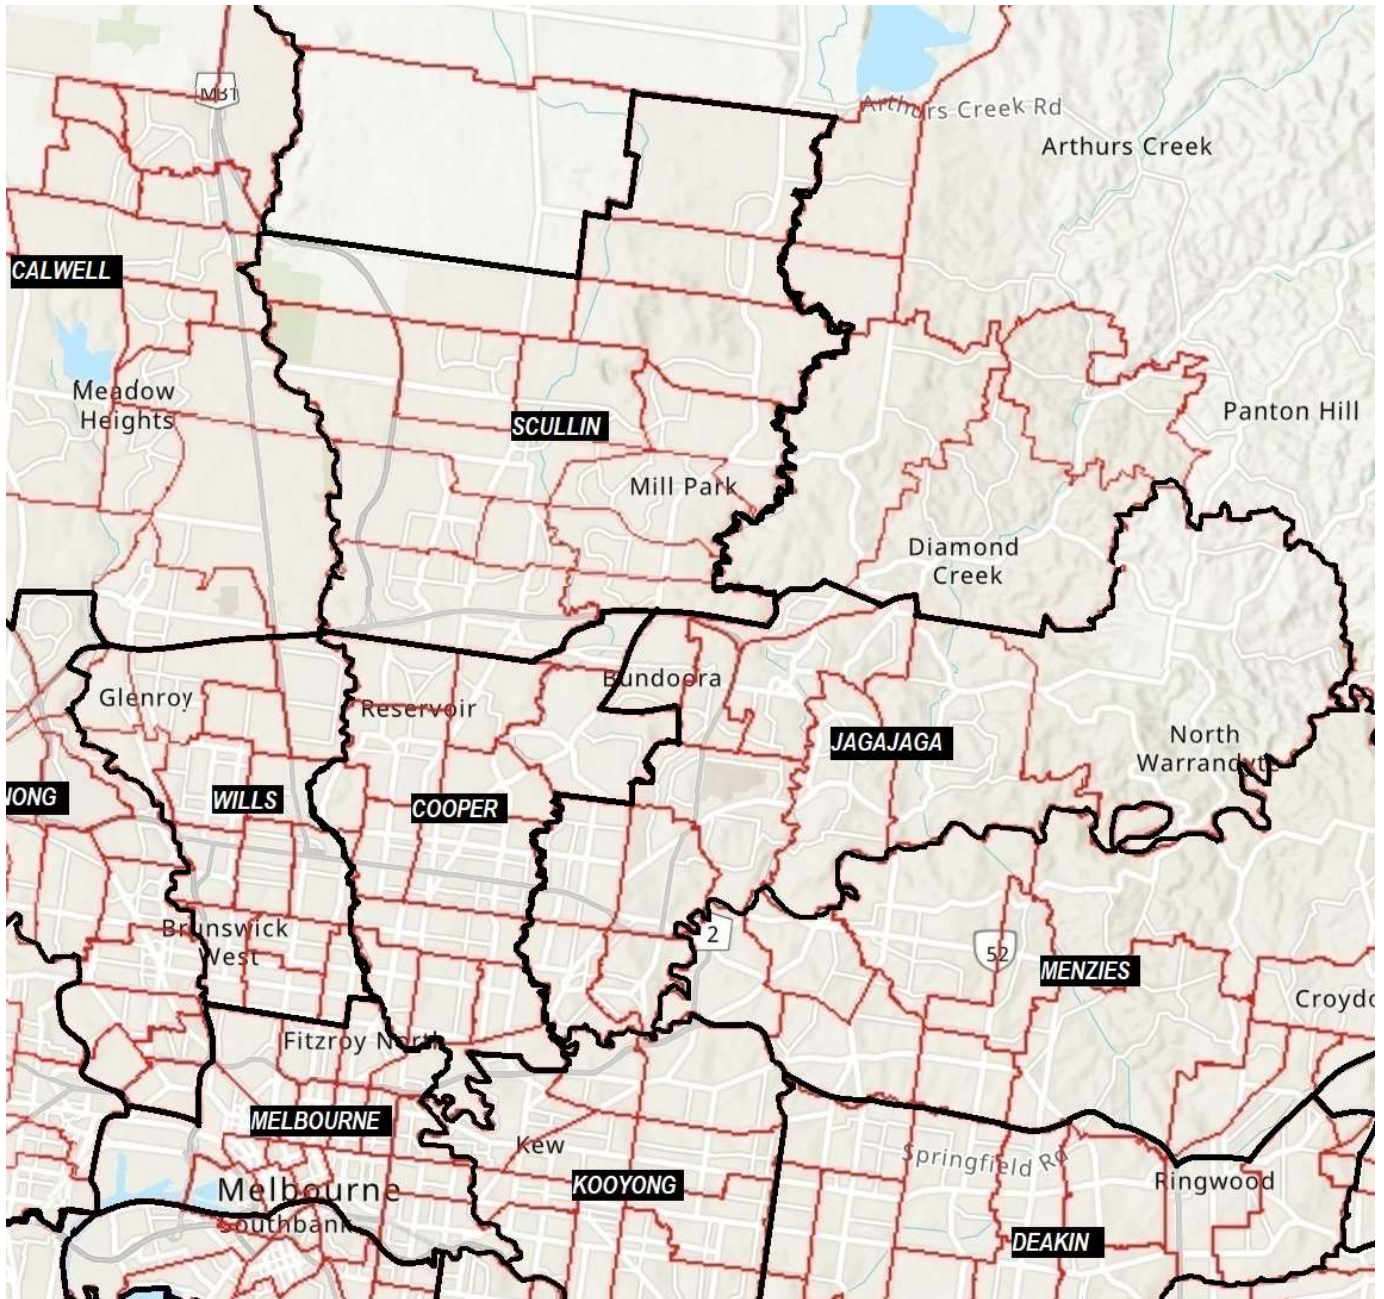 M31
Arthurs Creek Rd
Arthurs Creek
CALWELL
Meadow
Heights
SCULLIN
Panton Hill
Mill Park
Diamond
Creek
Bundoora
Glenroy
Reservoir
JAGAJAGA
North
Warrandyte
NONG
WILLS
COOPER
Brunswick
West
2
52
MENZIES
Croydo
Fitzroy North
MELBOURNE
Kew
Springfield Rd
Ringwood
KOOYONG
Melbourne
Southbank
DEAKIN